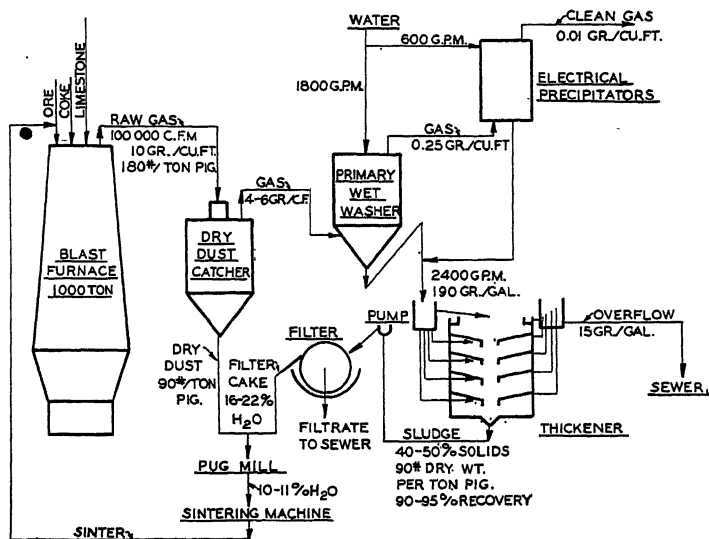 WATER
600 G.P.M.
CLEAN GAS
0.01 GR./CU.FT.
ELECTRICAL
PRECIPITATORS
1800 G.P.M.
ORE
COKE
LIMESTONE
RAW GAS
100 000 C.F.M
10 GR./CU.FT.
180#/TON PIG.
GAS
0.25 GR./CU.FT
GAS
4-6GR/C.F.
PRIMARY
WET
WASHER
DRY
DUST
CATCHER
BLAST
FURNACE
1000 TON
2400 G.P.M.
190 GR./GAL.
PUMP
FILTER
OVERFLOW
15GR/GAL.
SEWER
DRY
DUST
90#/TON
PIG.
FILTER
CAKE
16-22%
H2O
FILTRATE
TO SEWER
SLUDGE
40-50% SOLIDS
90# DRY. WT.
PER TON PIG.
90-95% RECOVERY
THICKENER
PUG MILL
10-11% H2O
SINTERING MACHINE
SINTER